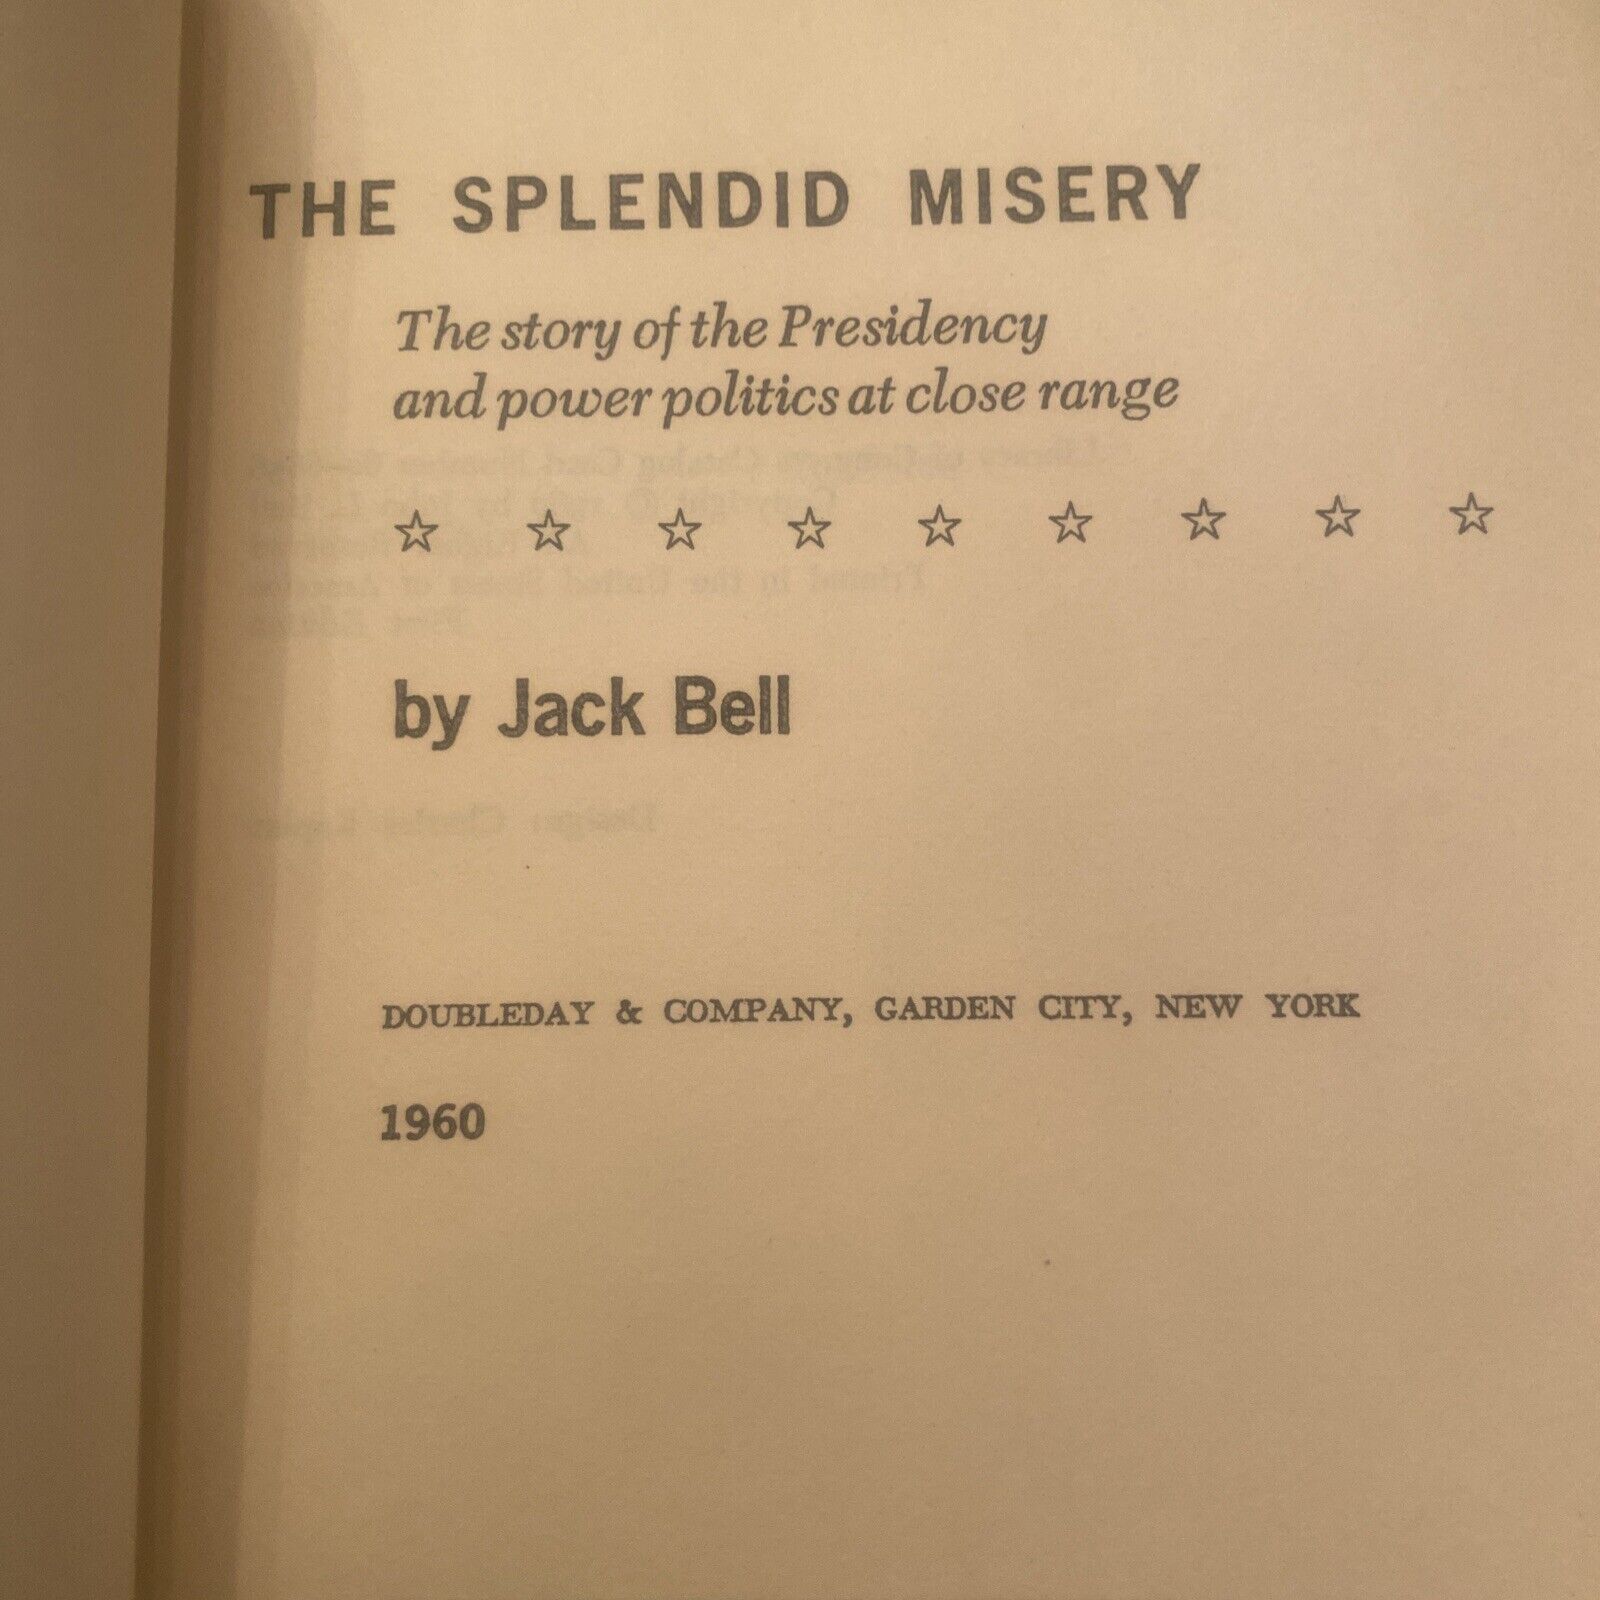 THE SPLENDID MISERY
The story of the Presidency
and power politics at close range
☆ ☆ ☆ ☆ ☆ ☆ ☆ ☆ ☆
by Jack Bell
DOUBLEDAY & COMPANY, GARDEN CITY, NEW YORK
1960